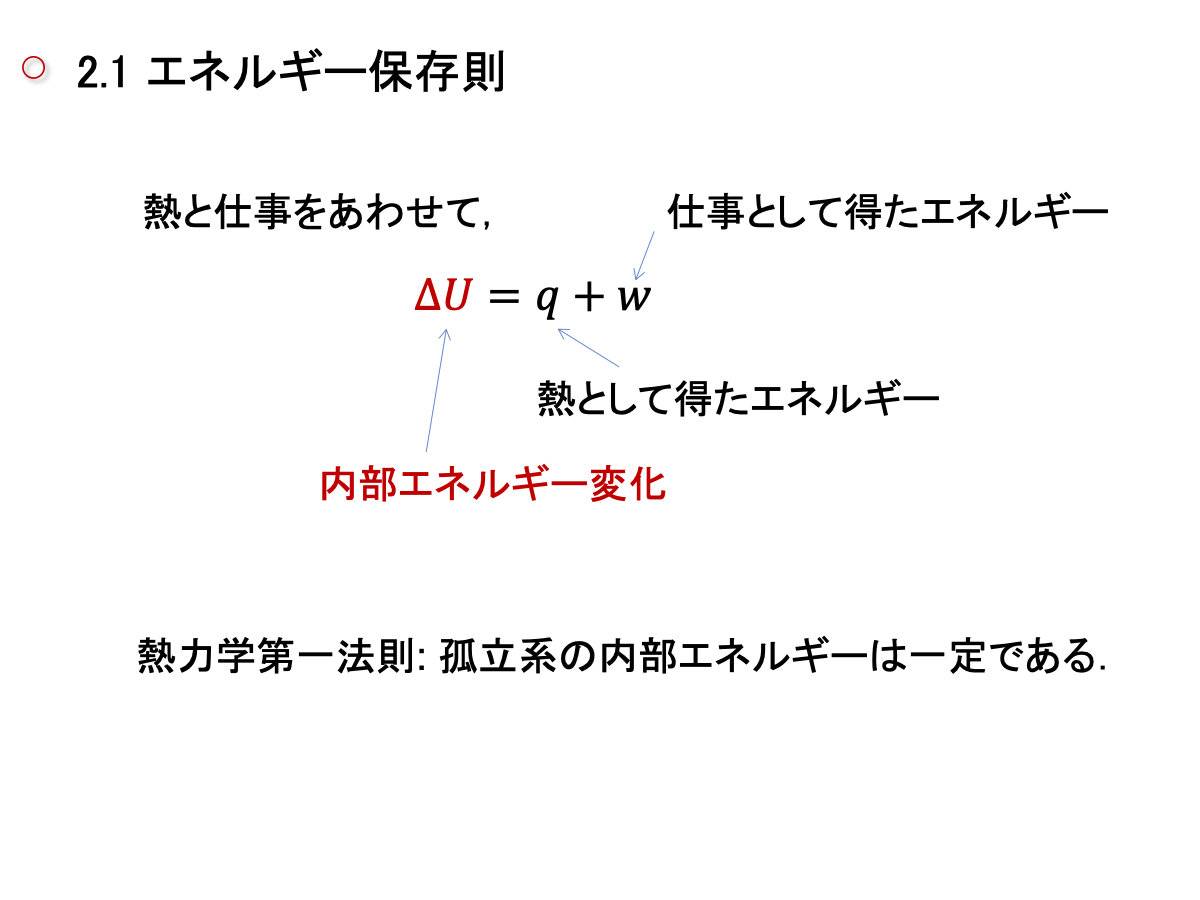 2.1 エネルギー保存則
熱と仕事をあわせて,
仕事として得たエネルギー
ΔU = q + w
熱として得たエネルギー
内部エネルギー変化
熱力学第一法則: 孤立系の内部エネルギーは一定である.